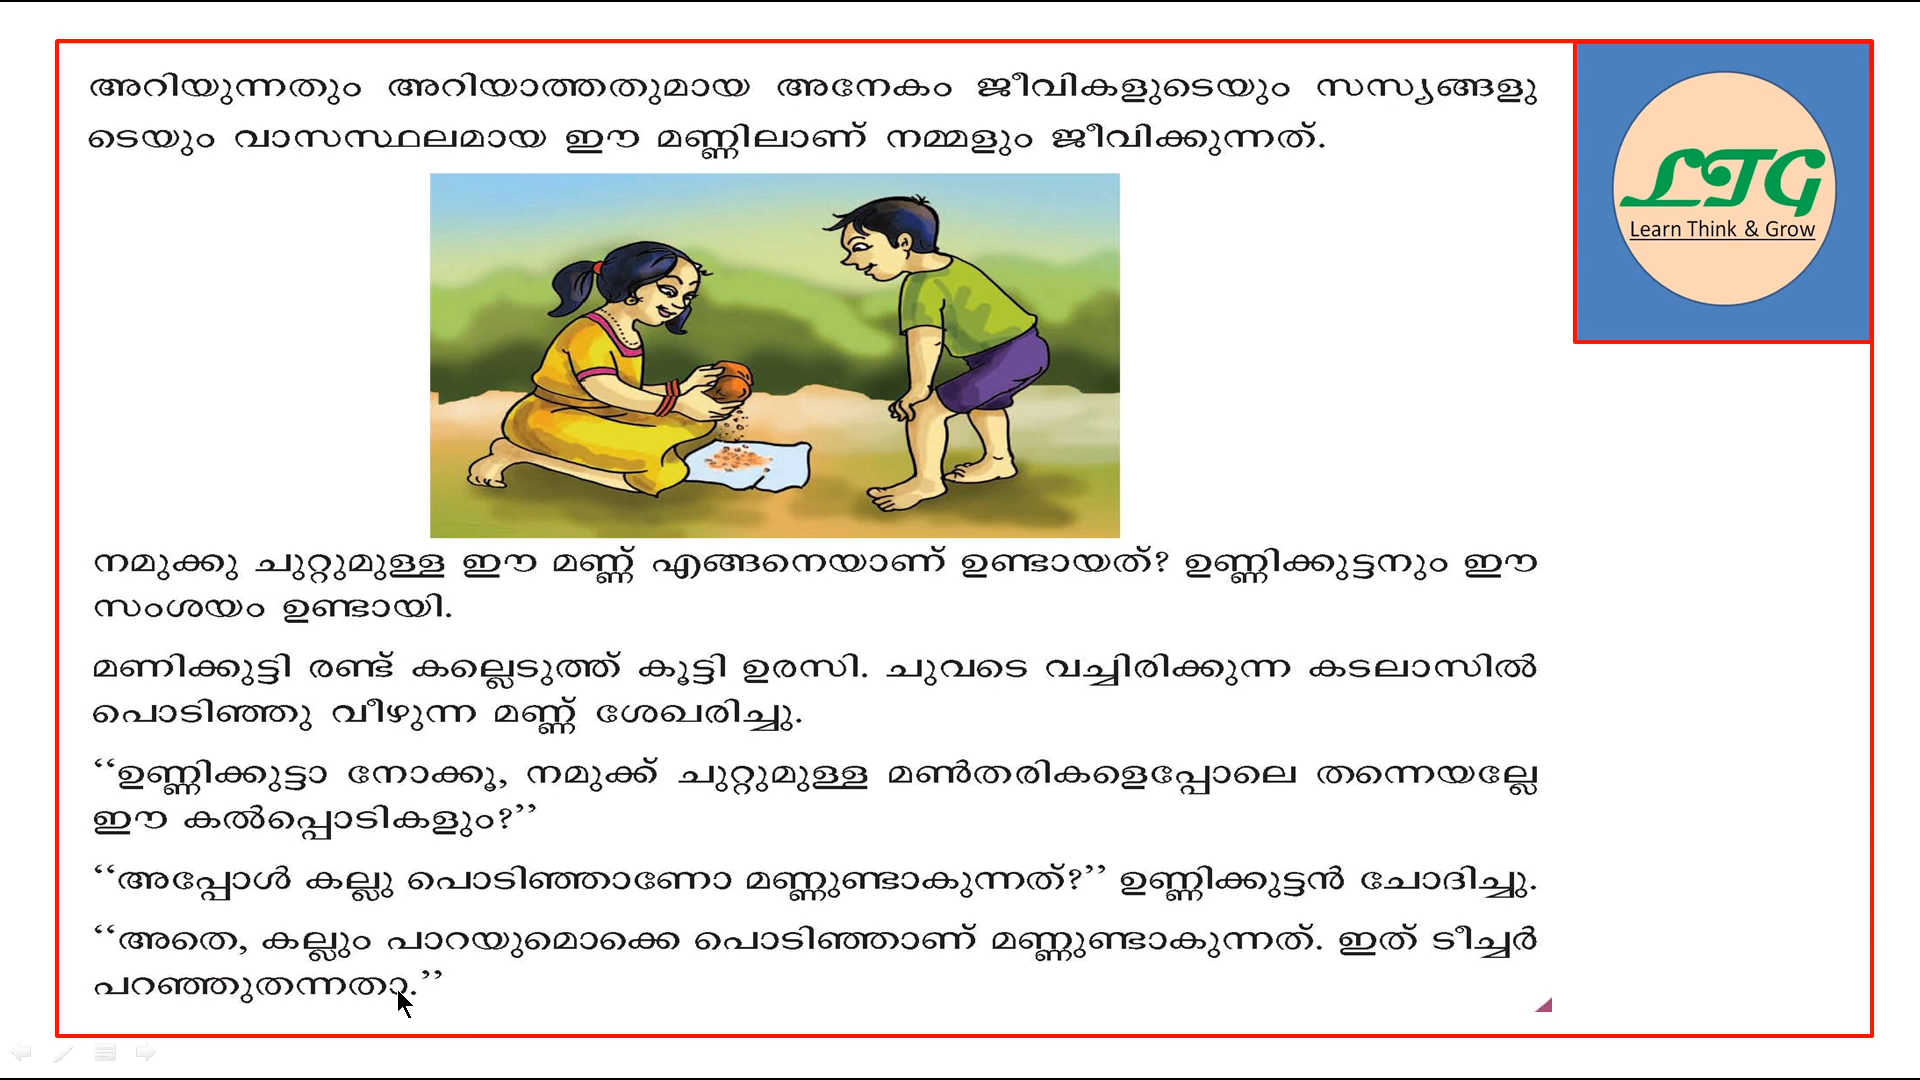 അറിയുന്നതും അറിയാത്തതുമായ അനേകം ജീവികളുടെയും സസ്യങ്ങളു
ടെയും വാസസ്ഥലമായ ഈ മണ്ണിലാണ് നമ്മളും ജീവിക്കുന്നത്.
LTG
Learn Think & Grow
നമുക്കു ചുറ്റുമുള്ള ഈ മണ്ണ് എങ്ങനെയാണ് ഉണ്ടായത്? ഉണ്ണിക്കുട്ടനും ഈ
സംശയം ഉണ്ടായി.
മണിക്കുട്ടി രണ്ട് കല്ലെടുത്ത് കൂട്ടി ഉരസി. ചുവടെ വച്ചിരിക്കുന്ന കടലാസിൽ
പൊടിഞ്ഞു വീഴുന്ന മണ്ണ് ശേഖരിച്ചു.
‘‘ഉണ്ണിക്കുട്ടാ നോക്കൂ, നമുക്ക് ചുറ്റുമുള്ള മൺതരികളെപ്പോലെ തന്നെയല്ലേ
ഈ കൽപ്പൊടികളും?’’
‘‘അപ്പോൾ കല്ലു പൊടിഞ്ഞാണോ മണ്ണുണ്ടാകുന്നത്?’’ ഉണ്ണിക്കുട്ടൻ ചോദിച്ചു.
‘‘അതെ, കല്ലും പാറയുമൊക്കെ പൊടിഞ്ഞാണ് മണ്ണുണ്ടാകുന്നത്. ഇത് ടീച്ചർ
പറഞ്ഞുതന്നതാ.’’